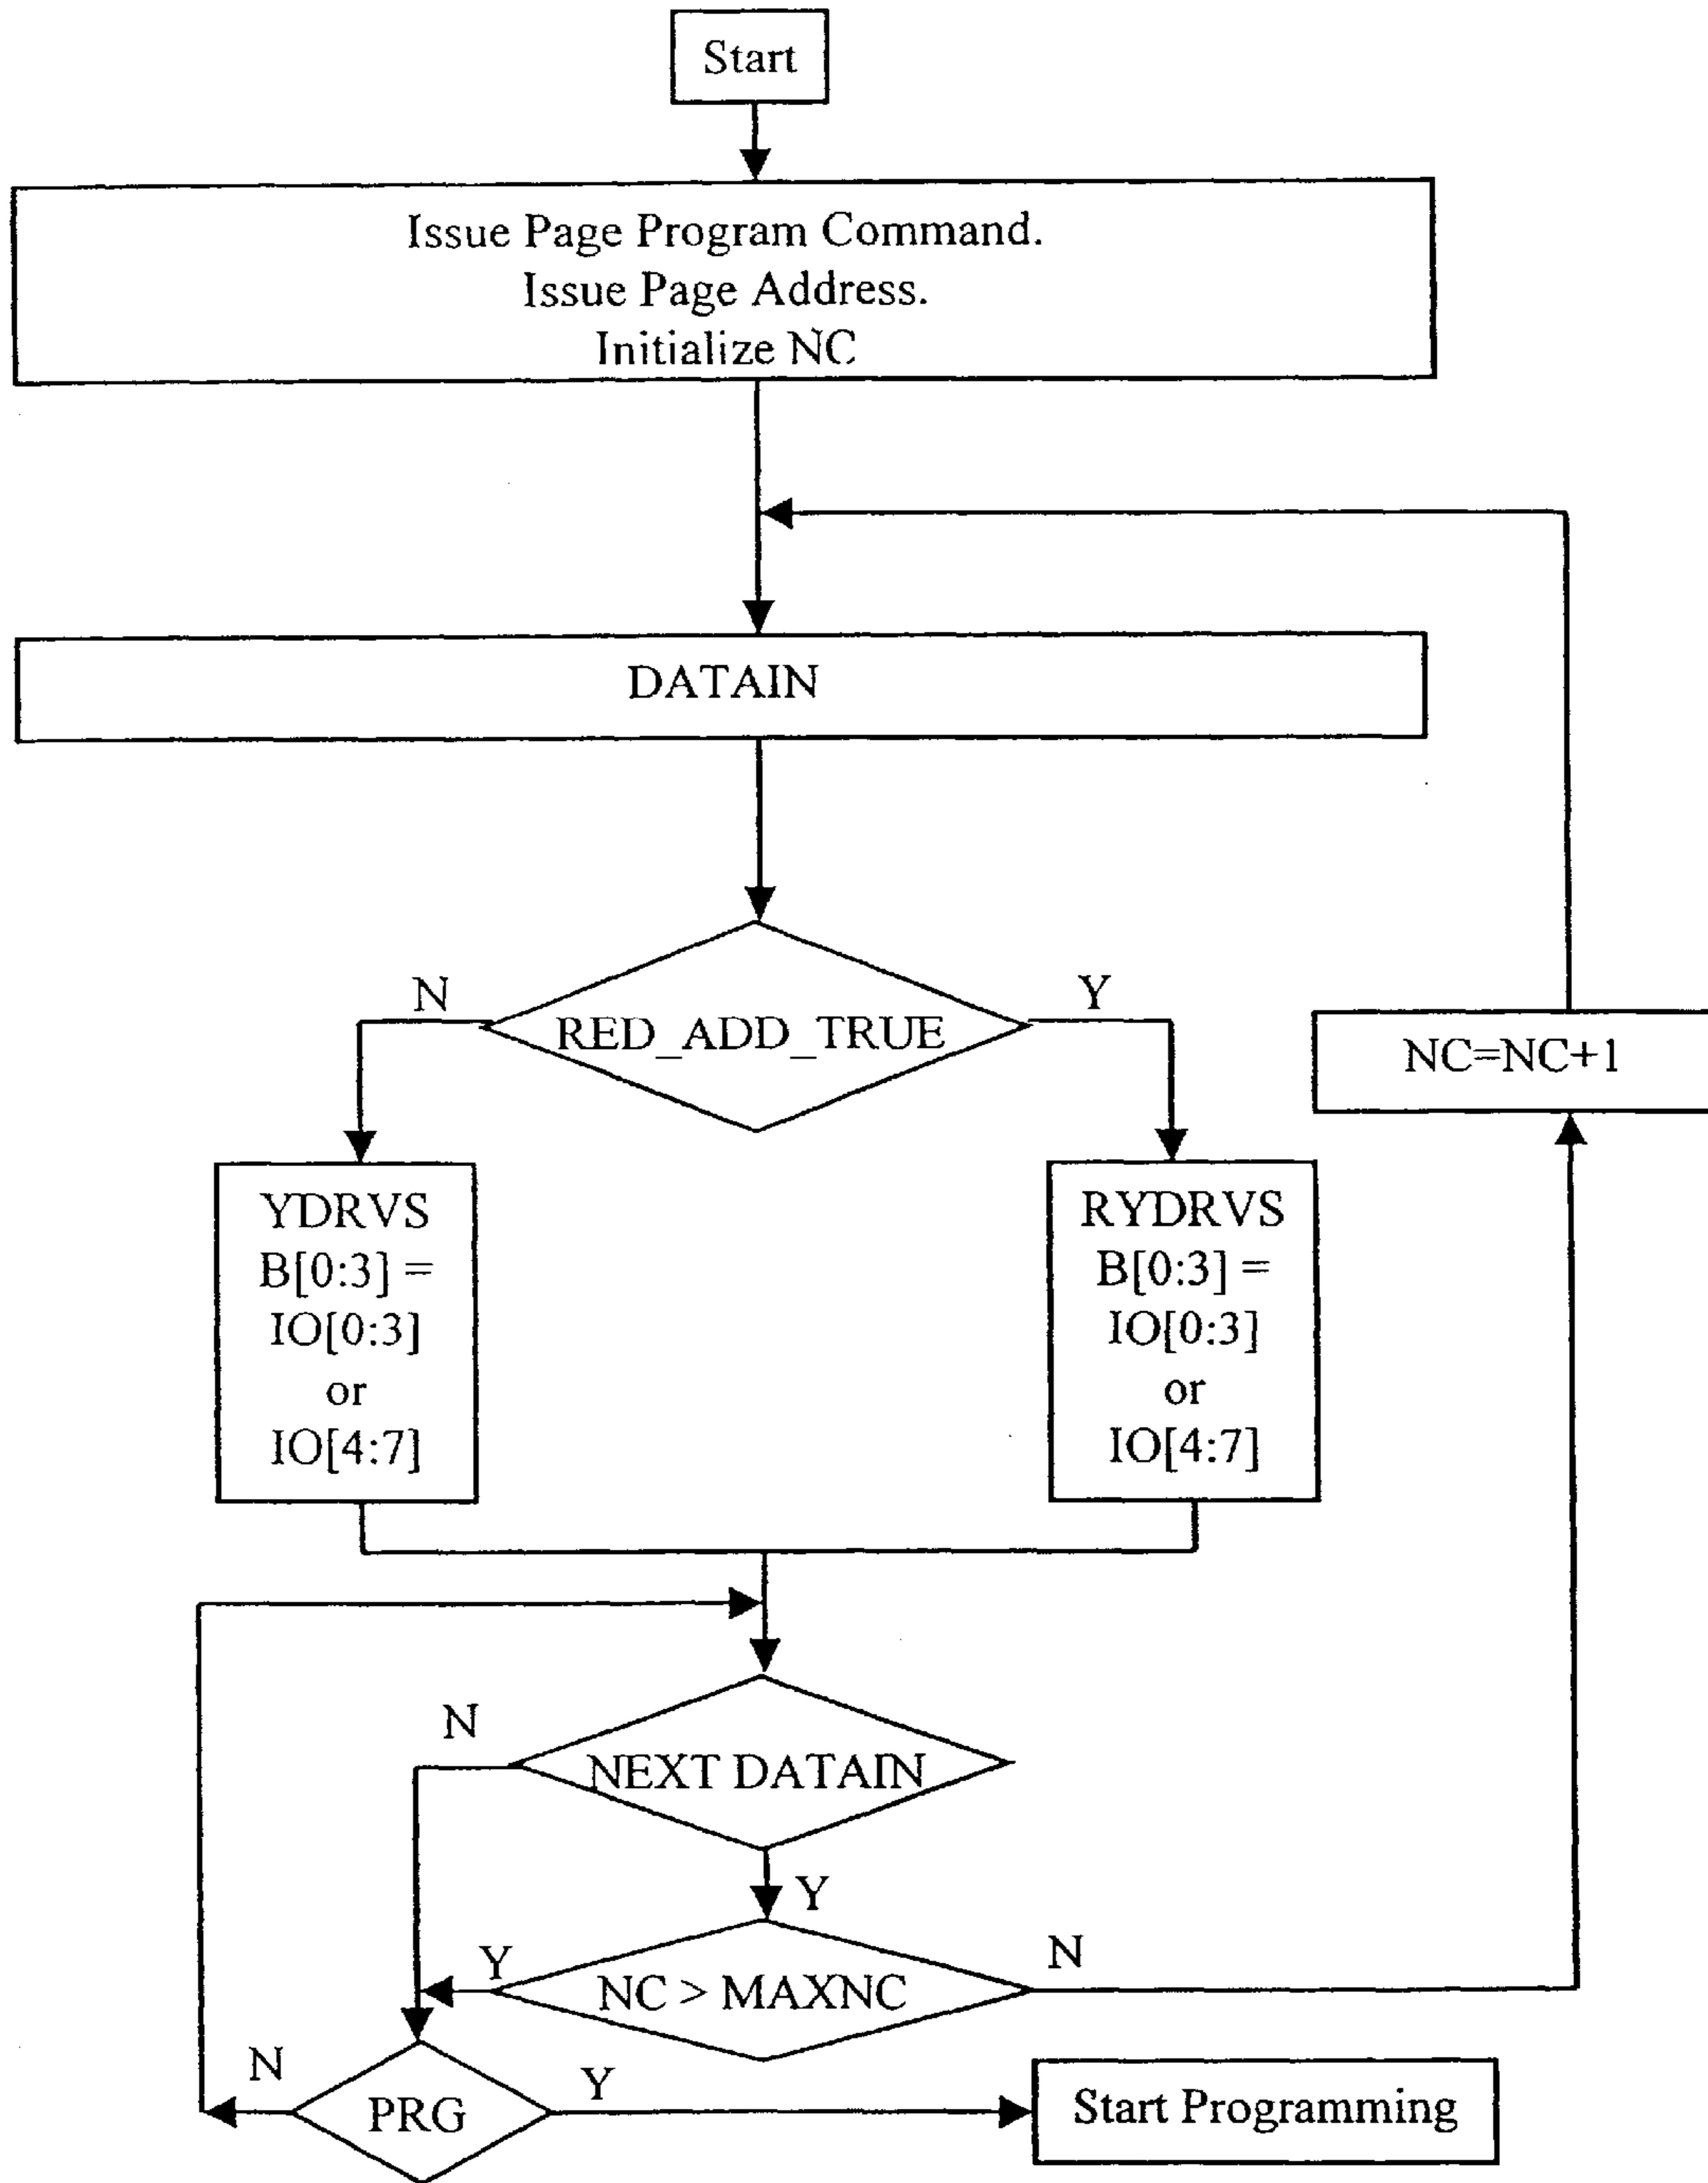 Start
Issue Page Program Command.
Issue Page Address.
Initialize NC
DATAIN
N
Y
RED_ADD_TRUE
NC=NC+1
YDRVS
B[0:3] =
IO[0:3]
or
IO[4:7]
RYDRVS
B[0:3] =
IO[0:3]
or
IO[4:7]
N
NEXT DATAIN
Y
Y
NC > MAXNC
N
N
PRG
Y
Start Programming